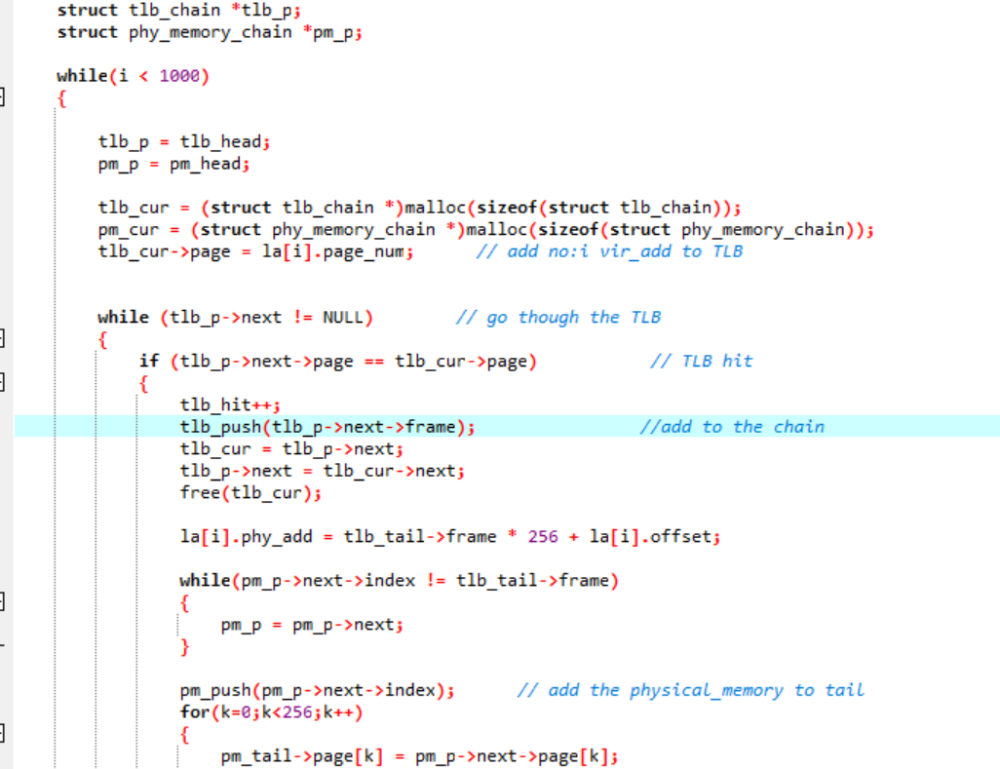 struct tlb_chain *tlb_p;
struct phy_memory_chain *pm_p;
while(i < 1000)
{
tlb_p = tlb_head;
pm_p = pm_head;
tlb_cur = (struct tlb_chain *)malloc(sizeof(struct tlb_chain));
pm_cur = (struct phy_memory_chain *)malloc(sizeof(struct phy_memory_chain));
tlb_cur->page = la[i].page_num; // add no:i vir_add to TLB
while (tlb_p->next != NULL) // go though the TLB
{
if (tlb_p->next->page == tlb_cur->page) // TLB hit
{
tlb_hit++;
tlb_push(tlb_p->next->frame); //add to the chain
tlb_cur = tlb_p->next;
tlb_p->next = tlb_cur->next;
free(tlb_cur);
la[i].phy_add = tlb_tail->frame * 256 + la[i].offset;
while(pm_p->next->index != tlb_tail->frame)
{
pm_p = pm_p->next;
}
pm_push(pm_p->next->index); // add the physical_memory to tail
for(k=0;k<256;k++)
{
pm_tail->page[k] = pm_p->next->page[k];